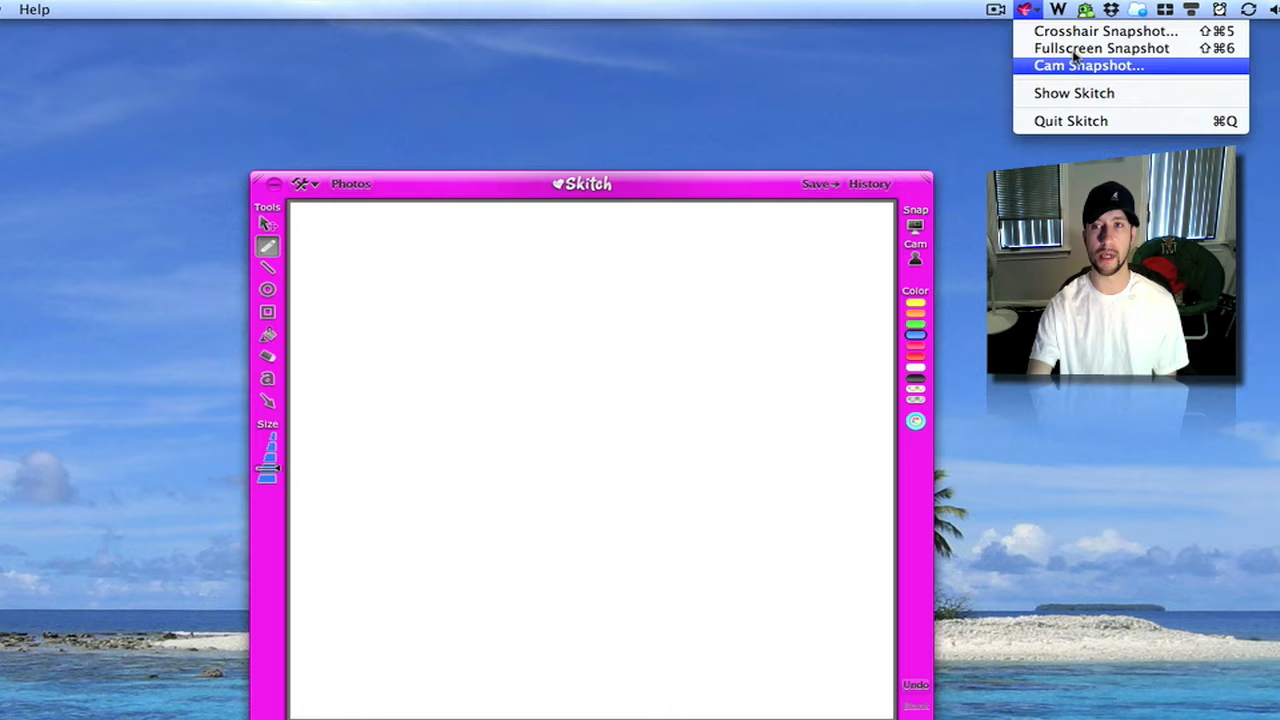 Help
W
Crosshair Snapshot... ⇧⌘5
Fullscreen Snapshot ⇧⌘6
Cam Snapshot...
Show Skitch
Quit Skitch ⌘Q
Photos
Skitch
Save→
History
Tools
a
Size
Snap
Cam
Color
Undo